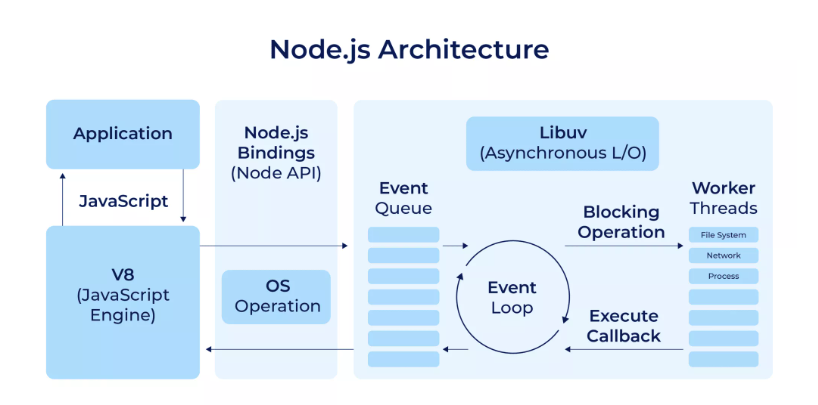 Node.js Architecture
Application
JavaScript
V8
(JavaScript
Engine)
Node.js
Bindings
(Node API)
OS
Operation
Libuv
(Asynchronous L/O)
Event
Queue
Event
Loop
Blocking
Operation
Execute
Callback
Worker
Threads
File System
Network
Process